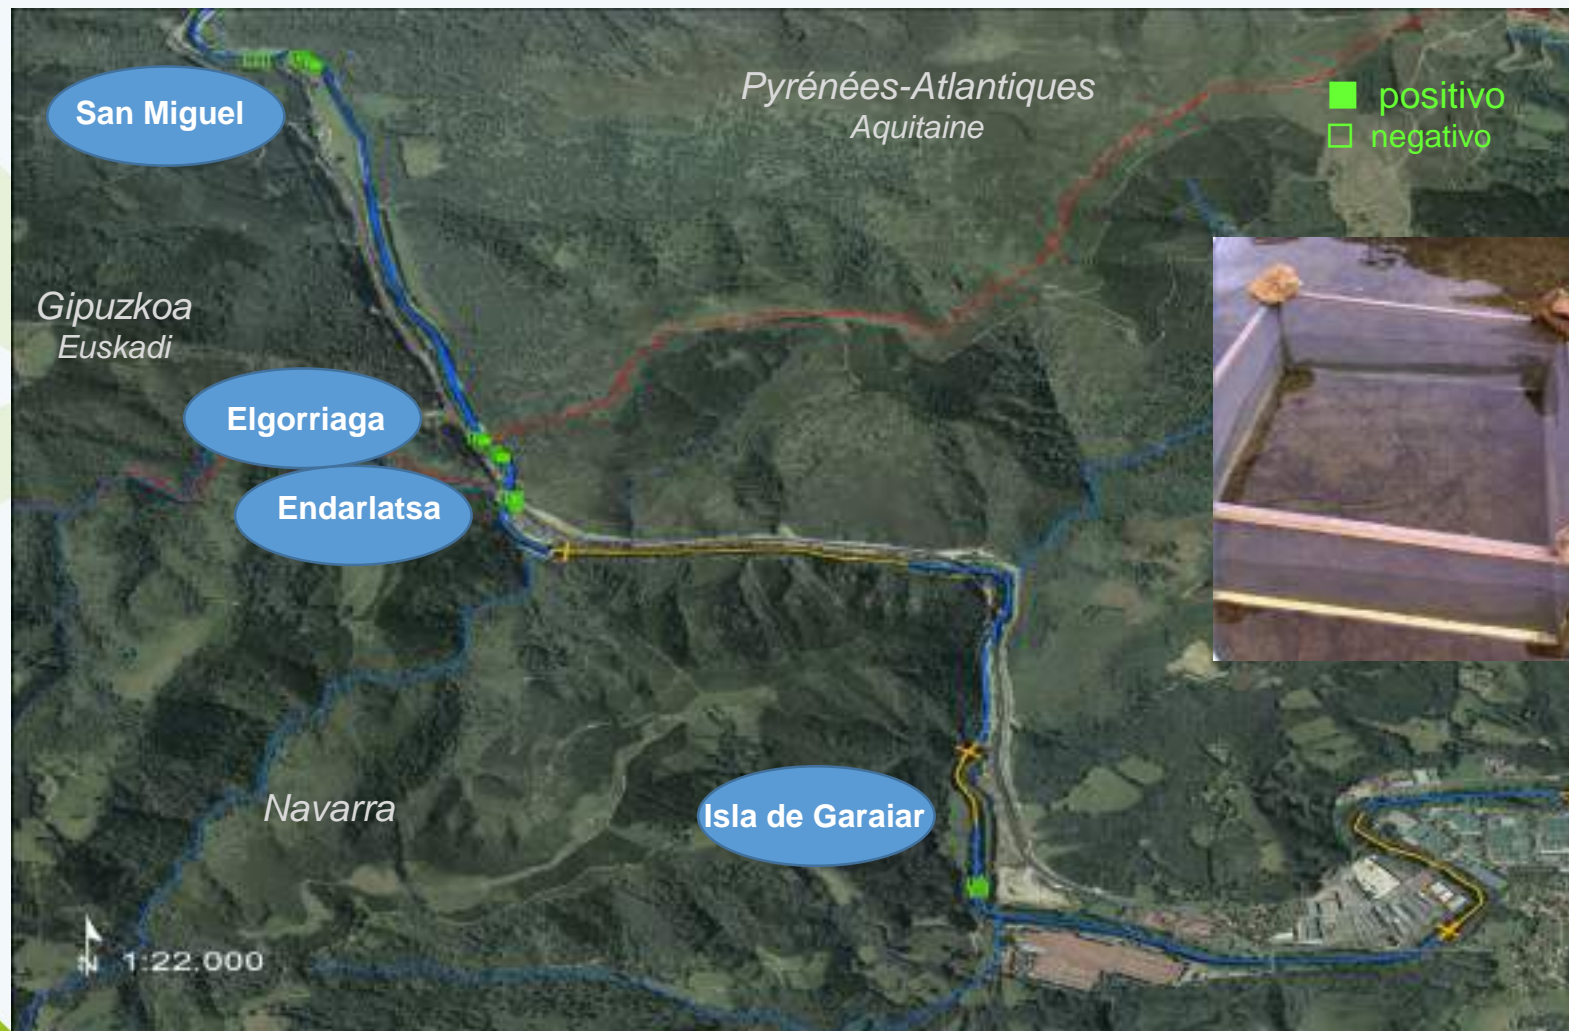 San Miguel
Pyrénées-Atlantiques
Aquitaine
positivo
negativo
Gipuzkoa
Euskadi
Elgorriaga
Endarlatsa
Navarra
Isla de Garaiar
N 1:22.000